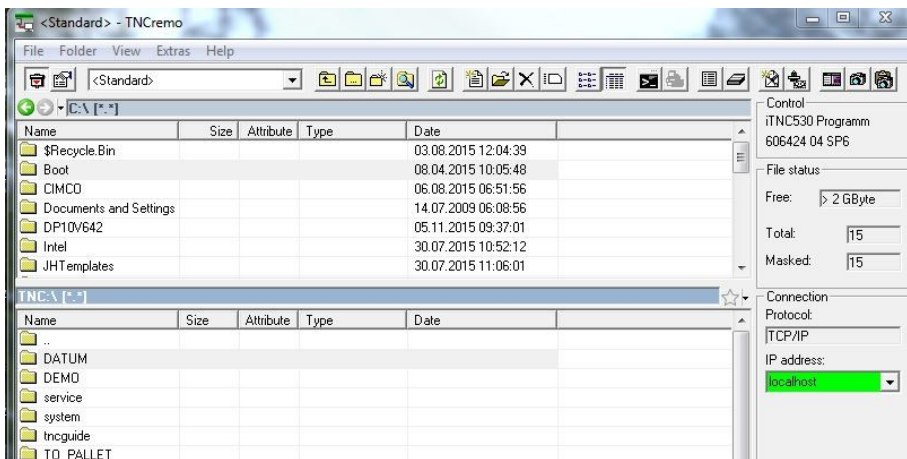 <Standard> - TNCremo
File Folder View Extras Help
<Standard>
C:\ [*.*]
Name Size Attribute Type Date
$Recycle.Bin 03.08.2015 12:04:39
Boot 08.04.2015 10:05:48
CIMCO 06.08.2015 06:51:56
Documents and Settings 14.07.2009 06:08:56
DP10V642 05.11.2015 09:37:01
Intel 30.07.2015 10:52:12
JHTemplates 30.07.2015 11:06:01
TNC:\ [*.*]
Name Size Attribute Type Date
..
DATUM
DEMO
service
system
tncguide
TO_PALLET
Control
iTNC530 Programm
606424 04 SP6
File status
Free: > 2 GByte
Total: 15
Masked: 15
Connection
Protocol:
TCP/IP
IP address:
localhost